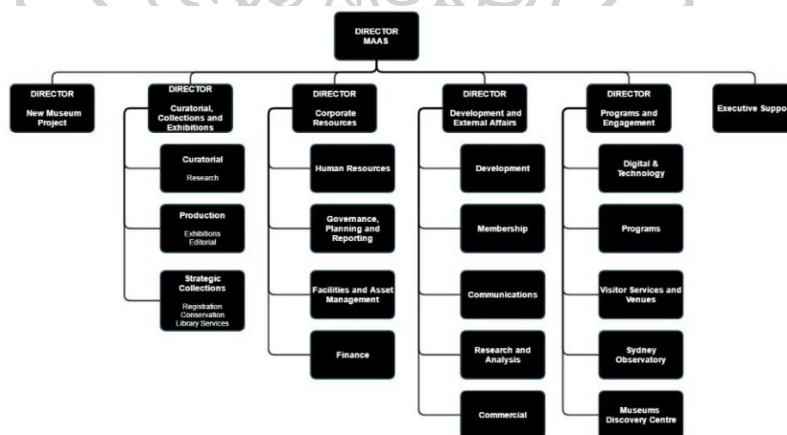 DIRECTOR
MAAS
DIRECTOR
New Museum
Project
DIRECTOR
Curatorial,
Collections and
Exhibitions
DIRECTOR
Corporate
Resources
DIRECTOR
Development and
External Affairs
DIRECTOR
Programs and
Engagement
Executive Suppo
Curatorial
Research
Production
Exhibitions
Editorial
Strategic
Collections
Registration
Conservation
Library Services
Human Resources
Governance,
Planning and
Reporting
Facilities and Asset
Management
Finance
Development
Membership
Communications
Research and
Analysis
Commercial
Digital &
Technology
Programs
Visitor Services and
Venues
Sydney
Observatory
Museums
Discovery Centre